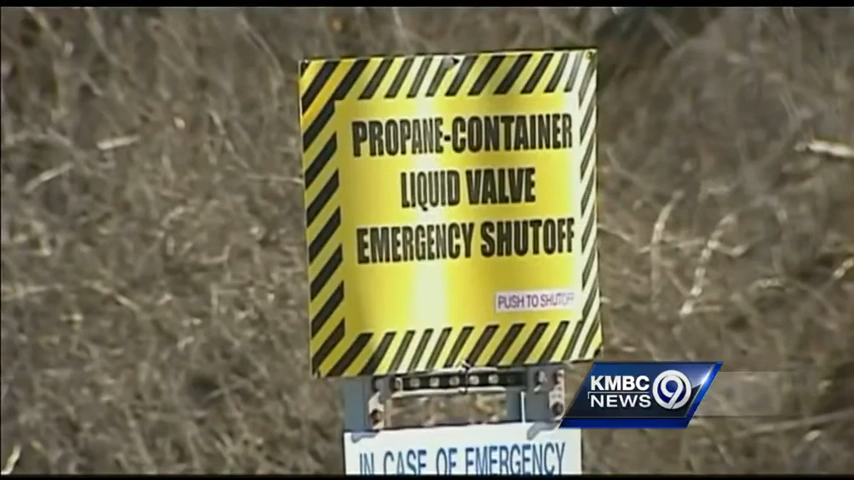 PROPANE-CONTAINER
LIQUID VALVE
EMERGENCY SHUTOFF
PUSH TO SHUTOFF
KMBC 9
NEWS
IN CASE OF EMERGENCY